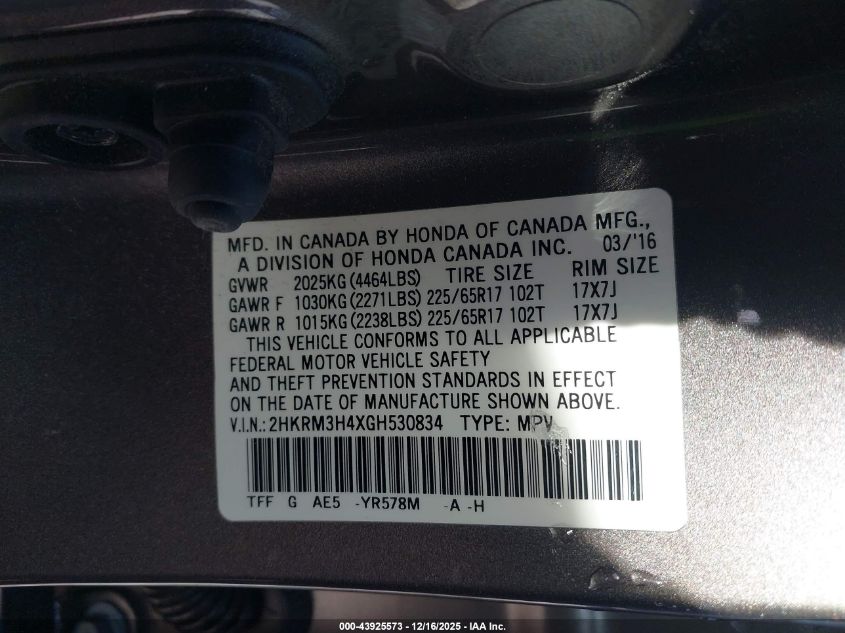 MFD. IN CANADA BY HONDA OF CANADA MFG.,
A DIVISION OF HONDA CANADA INC. 03/'16
GVWR 2025KG(4464LBS) TIRE SIZE RIM SIZE
GAWR F 1030KG(2271LBS) 225/65R17 102T 17X7J
GAWR R 1015KG(2238LBS) 225/65R17 102T 17X7J
THIS VEHICLE CONFORMS TO ALL APPLICABLE
FEDERAL MOTOR VEHICLE SAFETY
AND THEFT PREVENTION STANDARDS IN EFFECT
ON THE DATE OF MANUFACTURE SHOWN ABOVE.
V.I.N.: 2HKRM3H4XGH530834 TYPE: MPV
TFF G AE5 -YR578M -A -H
000-43925573 - 12/16/2025 - IAA Inc.